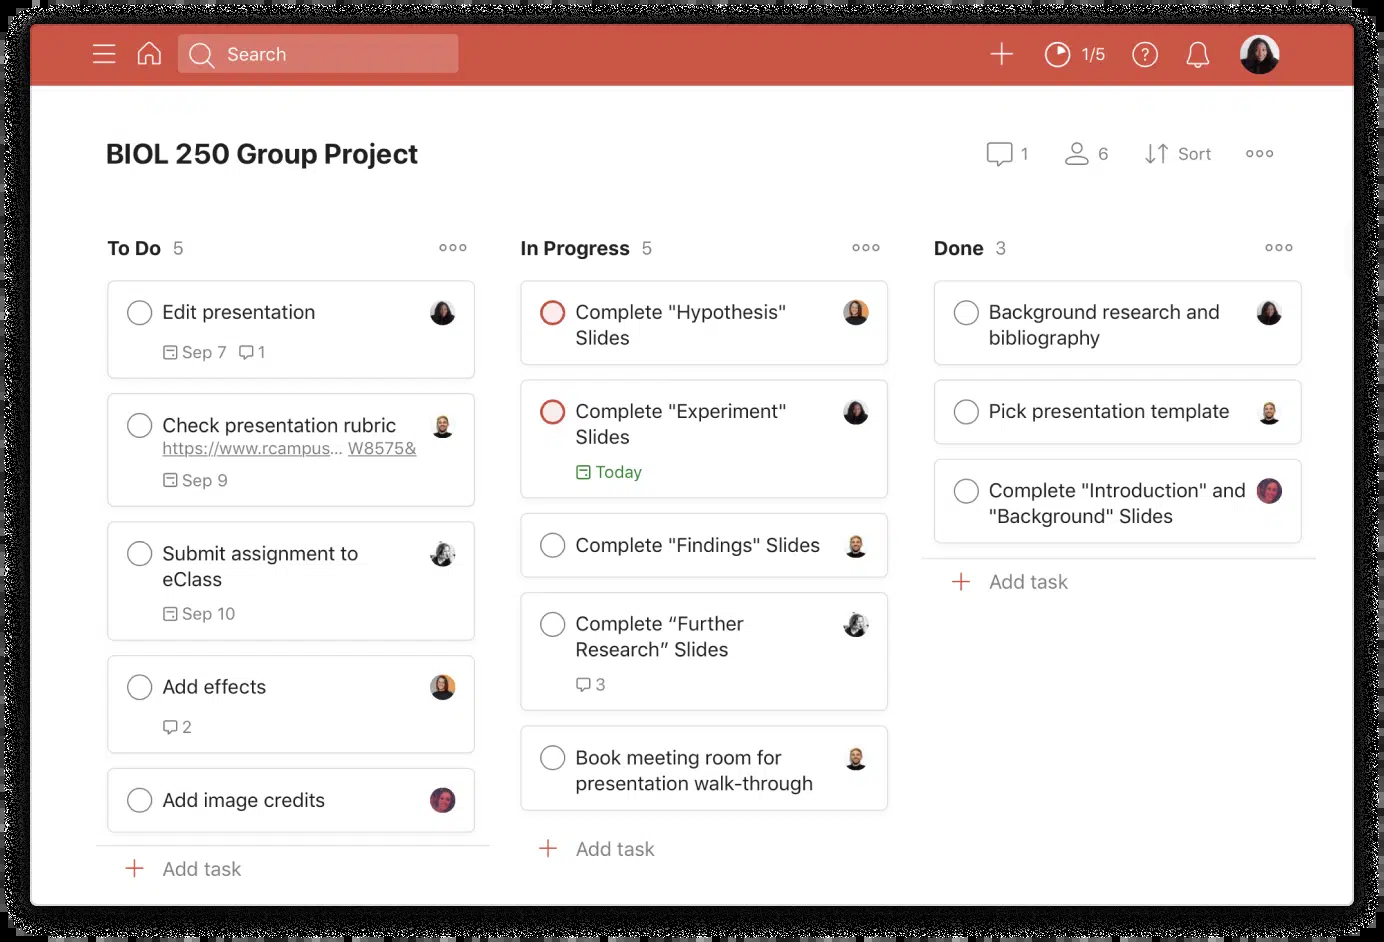 Search
1/5
BIOL 250 Group Project
1
6
Sort
To Do 5
Edit presentation
Sep 7 1
Check presentation rubric
https://www.rcampus... W8575&
Sep 9
Submit assignment to
eClass
Sep 10
Add effects
2
Add image credits
Add task
In Progress 5
Complete "Hypothesis"
Slides
Complete "Experiment"
Slides
Today
Complete "Findings" Slides
Complete “Further
Research” Slides
3
Book meeting room for
presentation walk-through
Add task
Done 3
Background research and
bibliography
Pick presentation template
Complete "Introduction" and
"Background" Slides
Add task